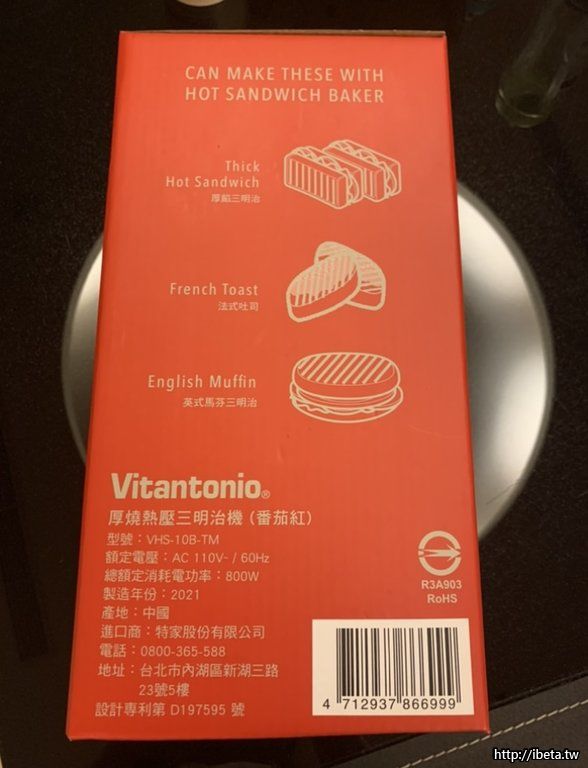 CAN MAKE THESE WITH
HOT SANDWICH BAKER
Thick
Hot Sandwich
厚餡三明治
French Toast
法式吐司
English Muffin
英式馬芬三明治
Vitantonio®
厚燒熱壓三明治機 (番茄紅)
型號：VHS-10B-TM
額定電壓：AC 110V~ / 60Hz
總額定消耗電功率：800W
製造年份：2021
產地：中國
進口商：特家股份有限公司
電話：0800-365-588
地址：台北市內湖區新湖三路
23號5樓
設計專利第 D197595 號
R3A903
RoHS
4 712937 866999
http://ibeta.tw